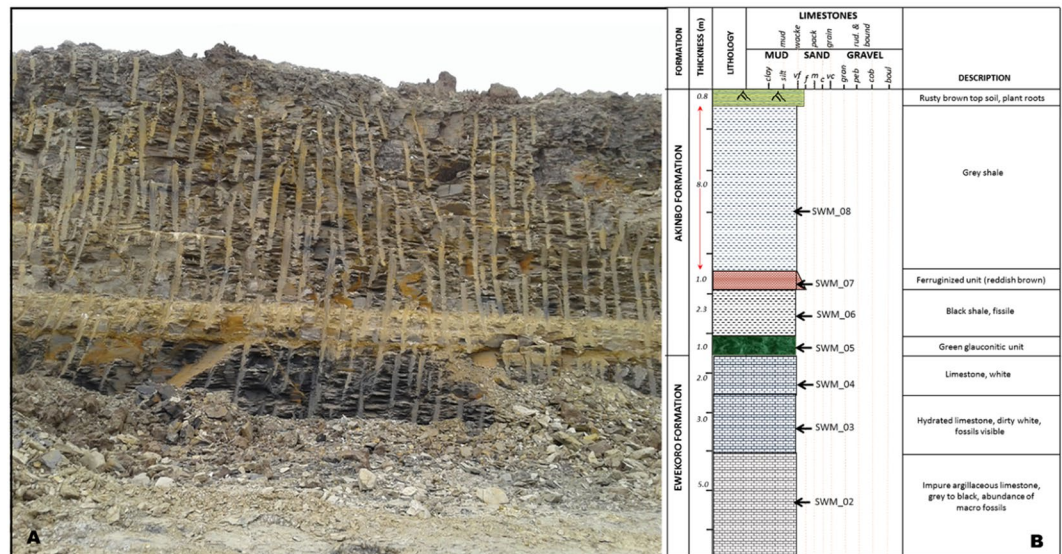 A
FORMATION
THICKNESS (m)
LITHOLOGY
LIMESTONES
mud
wacke
pack
grain
rud. &
bound
MUD SAND GRAVEL
clay
silt
vf
f
m
c
vc
gran
peb
cob
boul
DESCRIPTION
AKINBO FORMATION
0.8
Rusty brown top soil, plant roots
8.0
SWM_08
Grey shale
1.0
SWM_07
Ferruginized unit (reddish brown)
2.3
SWM_06
Black shale, fissile
1.0
SWM_05
Green glauconitic unit
EWEKORO FORMATION
2.0
SWM_04
Limestone, white
3.0
SWM_03
Hydrated limestone, dirty white,
fossils visible
5.0
SWM_02
Impure argillaceous limestone,
grey to black, abundance of
macro fossils
B